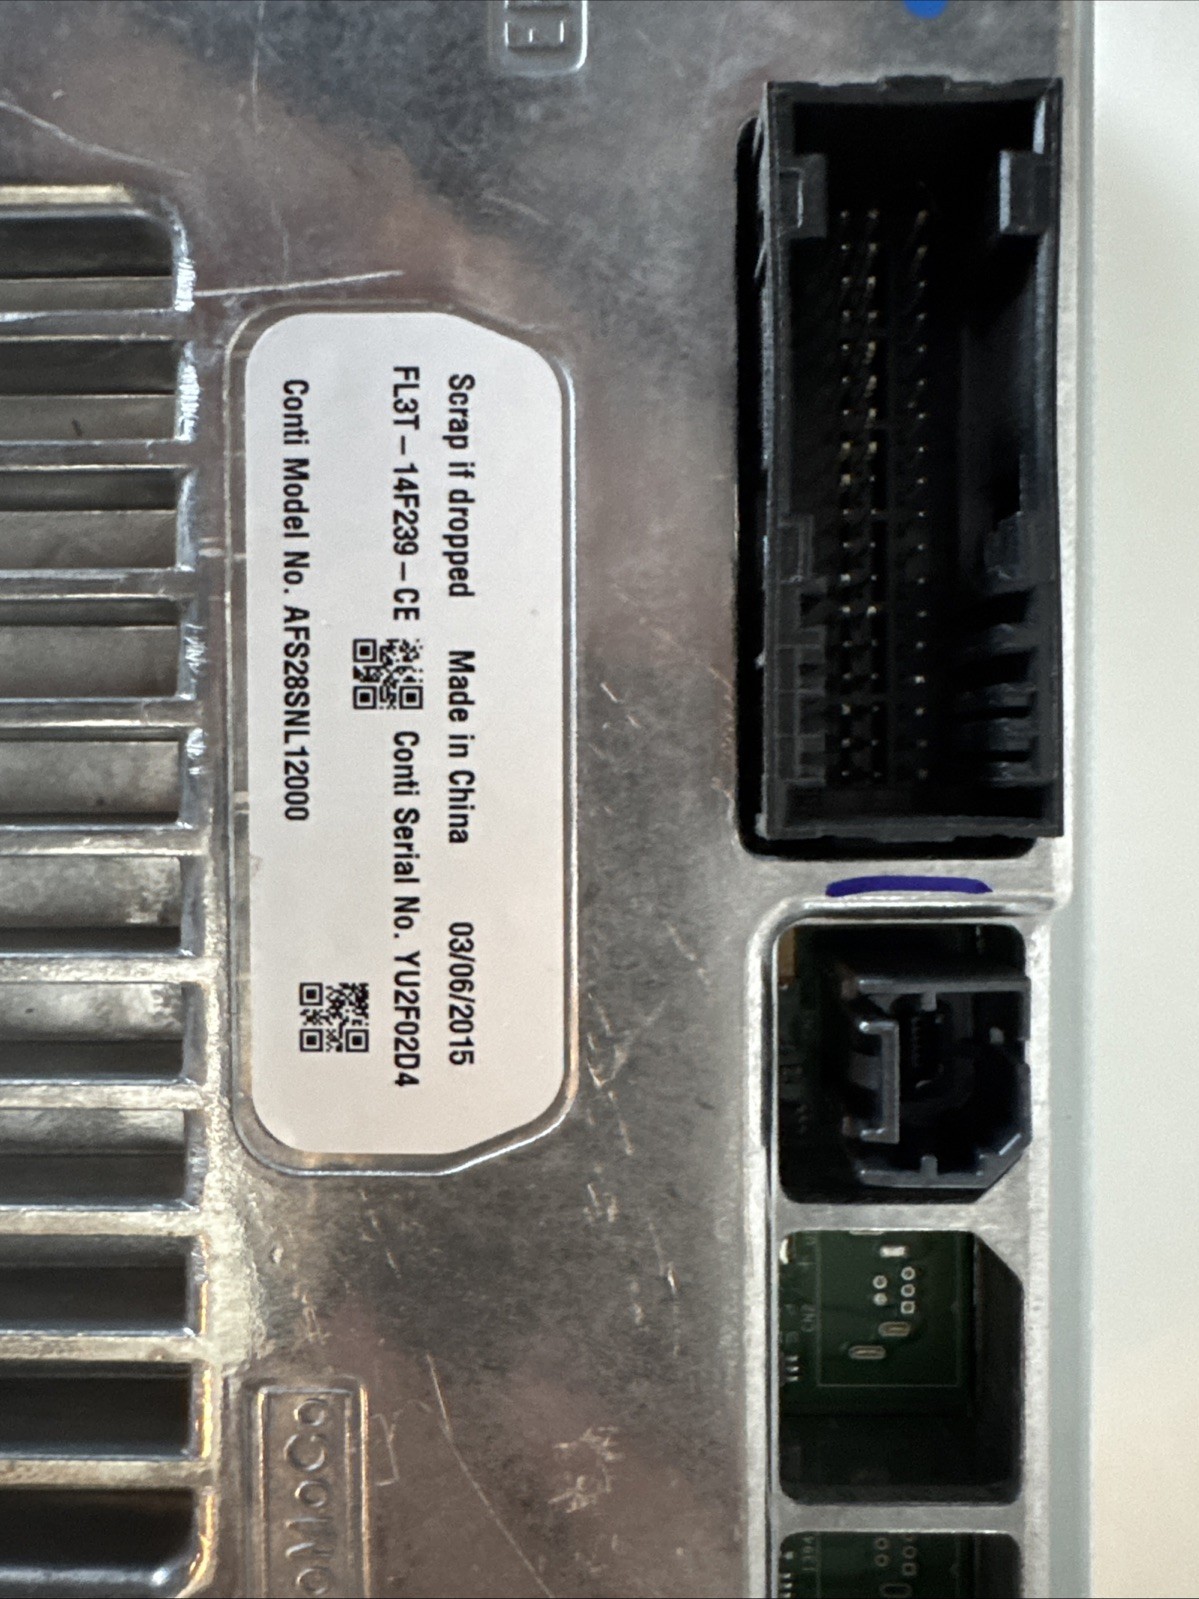 Scrap if dropped Made in China 03/06/2015
FL3T-14F239-CE Conti Serial No. YU2F02D4
Conti Model No. AFS28SNL12000
CN2